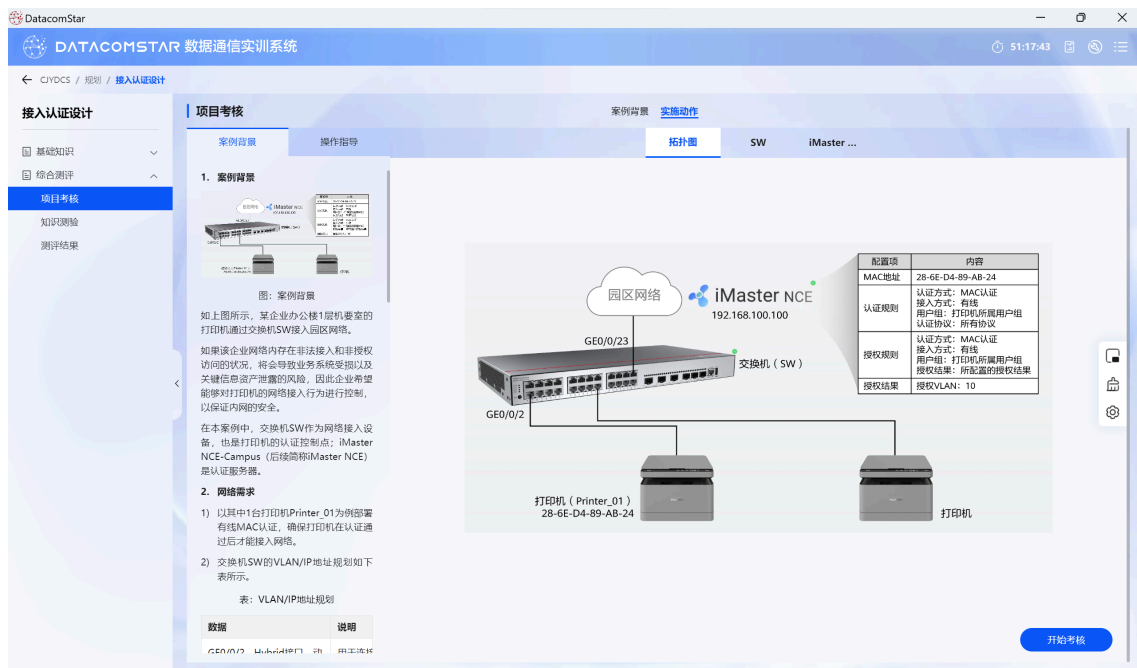 DatacomStar
DATACOMSTAR 数据通信实训系统
51:17:43
CJYDCS / 规划 / 接入认证设计
接入认证设计
基础知识
综合测评
项目考核
知识测验
测评结果
项目考核
案例背景 实施动作
案例背景 操作指导
拓扑图 SW iMaster ...
1. 案例背景
图：案例背景
如上图所示，某企业办公楼1层机要室的
打印机通过交换机SW接入园区网络。
如果该企业网络内存在非法接入和非授权
访问的状况，将会导致业务系统受损以及
关键信息资产泄露的风险，因此企业希望
能够对打印机的网络接入行为进行控制，
以保证内网的安全。
在本案例中，交换机SW作为网络接入设
备，也是打印机的认证控制点；iMaster
NCE-Campus（后续简称iMaster NCE）
是认证服务器。
2. 网络需求
1) 以其中1台打印机Printer_01为例部署
有线MAC认证，确保打印机在认证通
过后才能接入网络。
2) 交换机SW的VLAN/IP地址规划如下
表所示。
表：VLAN/IP地址规划
数据 说明
园区网络
iMaster NCE
192.168.100.100
GE0/0/23
交换机（SW）
GE0/0/2
打印机（Printer_01）
28-6E-D4-89-AB-24
打印机
配置项 内容
MAC地址 28-6E-D4-89-AB-24
认证规则 认证方式：MAC认证
接入方式：有线
用户组：打印机所属用户组
认证协议：所有协议
授权规则 认证方式：MAC认证
接入方式：有线
用户组：打印机所属用户组
授权结果：所配置的授权结果
授权结果 授权VLAN：10
开始考核